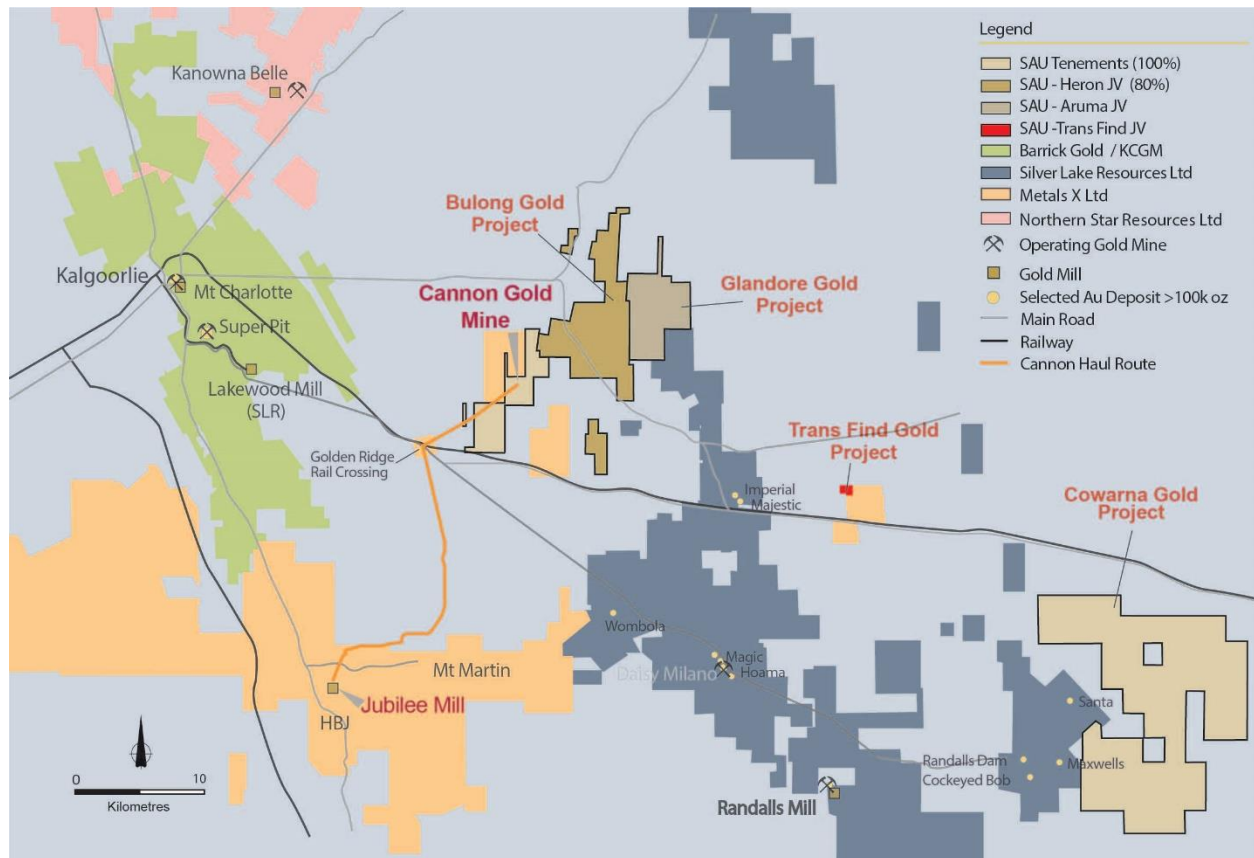 Legend
SAU Tenements (100%)
SAU - Heron JV (80%)
SAU - Aruma JV
SAU -Trans Find JV
Barrick Gold / KCGM
Silver Lake Resources Ltd
Metals X Ltd
Northern Star Resources Ltd
Operating Gold Mine
Gold Mill
Selected Au Deposit >100k oz
Main Road
Railway
Cannon Haul Route
Kanowna Belle
Bulong Gold
Project
Kalgoorlie
Mt Charlotte
Cannon Gold
Mine
Glandore Gold
Project
Super Pit
Lakewood Mill
(SLR)
Golden Ridge
Rail Crossing
Trans Find Gold
Project
Imperial
Majestic
Cowarna Gold
Project
Wombola
Magic
Daisy Milano
Hoama
Mt Martin
Jubilee Mill
HBJ
Santa
Randalls Dam
Maxwells
Cockeyed Bob
Randalls Mill
0
10
Kilometres